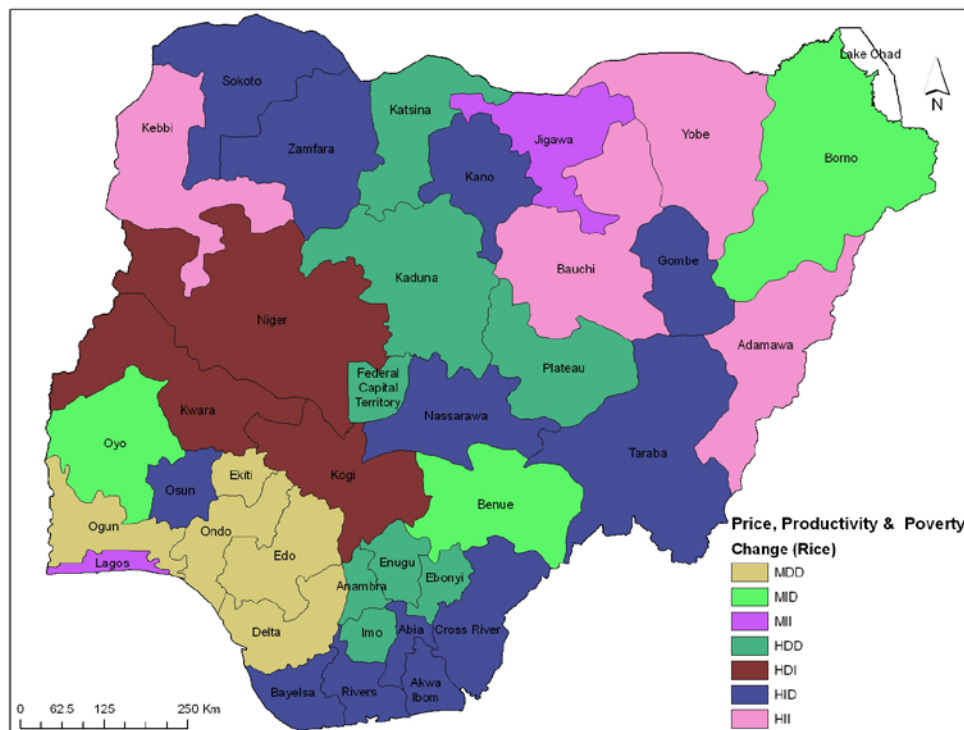 Lake Chad
N
Sokoto
Katsina
Kebbi
Zamfara
Kano
Jigawa
Yobe
Borno
Kaduna
Bauchi
Gombe
Niger
Adamawa
Federal
Capital
Territory
Plateau
Kwara
Nassarawa
Oyo
Taraba
Ekiti
Kogi
Osun
Benue
Ogun
Ondo
Edo
Lagos
Enugu
Ebonyi
Anambra
Delta
Imo
Abia
Cross River
Bayelsa
Rivers
Akwa
Ibom
0 62.5 125 250 Km
Price, Productivity & Poverty
Change (Rice)
MDD
MID
MII
HDD
HDI
HID
HII